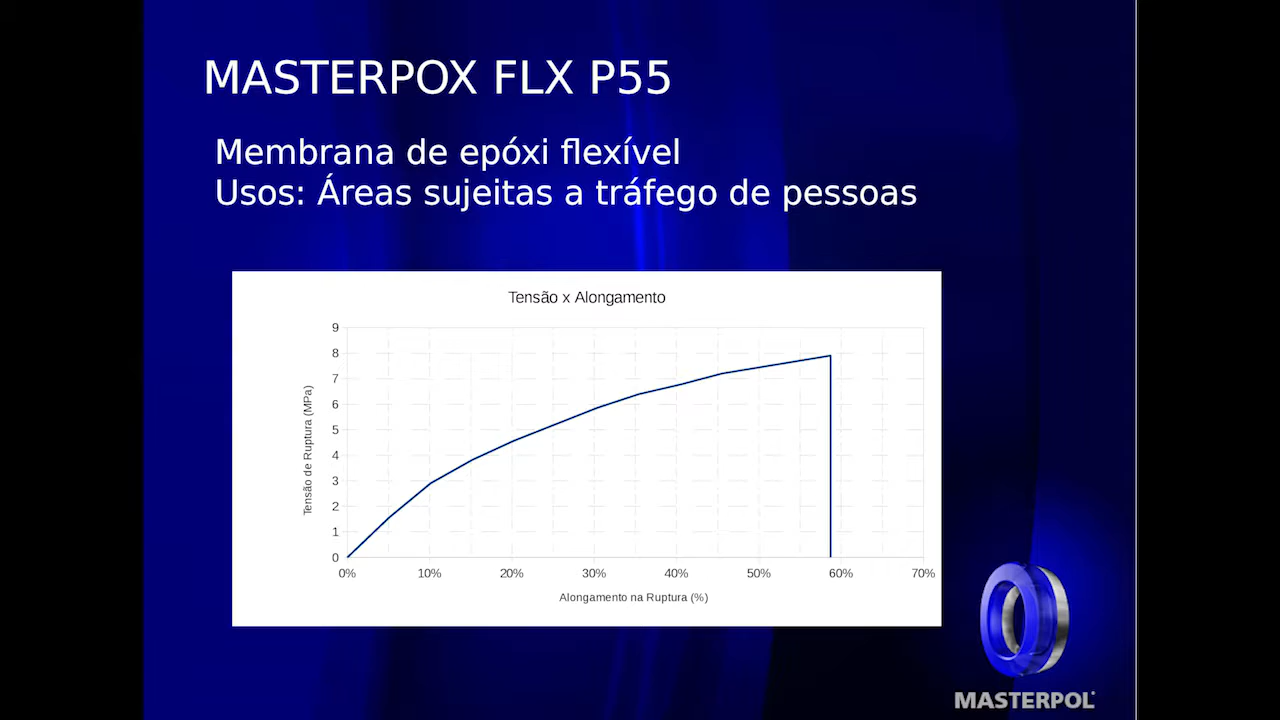 MASTERPOX FLX P55
Membrana de epóxi flexível
Usos: Áreas sujeitas a tráfego de pessoas
Tensão x Alongamento
Tensão de Ruptura (MPa)
9
8
7
6
5
4
3
2
1
0
0% 10% 20% 30% 40% 50% 60% 70%
Alongamento na Ruptura (%)
MASTERPOL